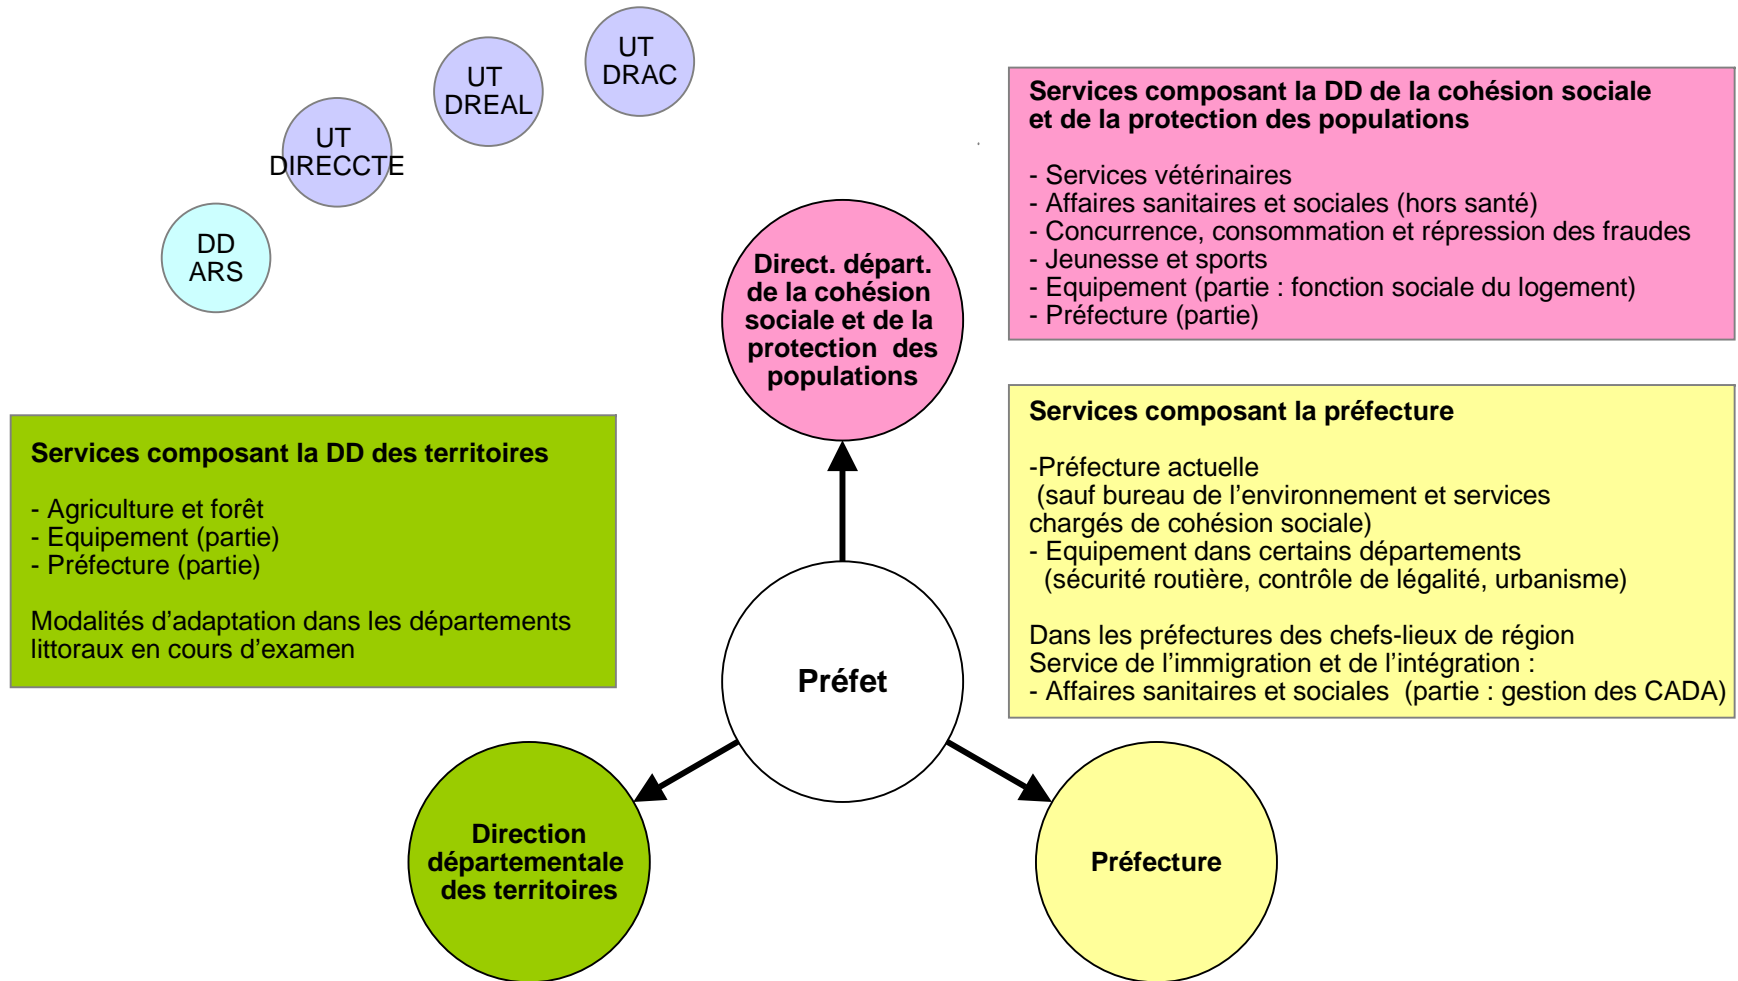 UT
DRAC
UT
DREAL
UT
DIRECCTE
DD
ARS
Services composant la DD de la cohésion sociale
et de la protection des populations
- Services vétérinaires
- Affaires sanitaires et sociales (hors santé)
- Concurrence, consommation et répression des fraudes
- Jeunesse et sports
- Equipement (partie : fonction sociale du logement)
- Préfecture (partie)
Direct. départ.
de la cohésion
sociale et de la
protection des
populations
Services composant la préfecture
-Préfecture actuelle
(sauf bureau de l’environnement et services
chargés de cohésion sociale)
- Equipement dans certains départements
(sécurité routière, contrôle de légalité, urbanisme)
Dans les préfectures des chefs-lieux de région
Service de l’immigration et de l’intégration :
- Affaires sanitaires et sociales (partie : gestion des CADA)
Services composant la DD des territoires
- Agriculture et forêt
- Equipement (partie)
- Préfecture (partie)
Modalités d’adaptation dans les départements
littoraux en cours d’examen
Préfet
Direction
départementale
des territoires
Préfecture